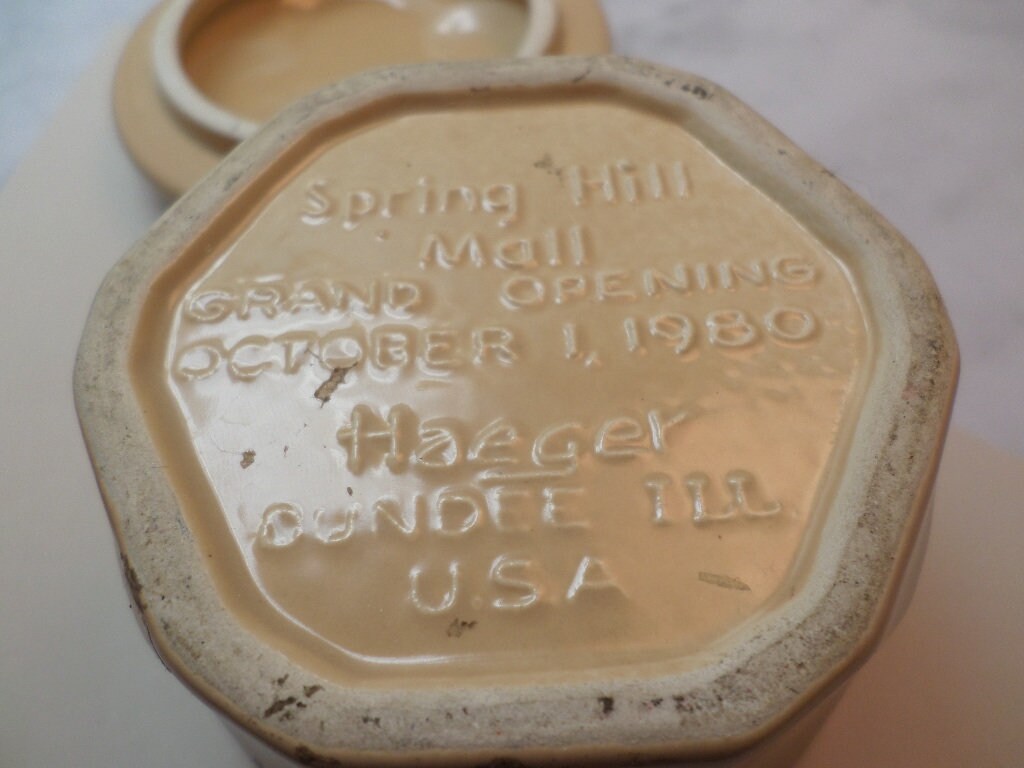 Spring Hill
Mall
GRAND OPENING
OCTOBER 1, 1980
Haeger
DUNDEE ILL.
U.S.A